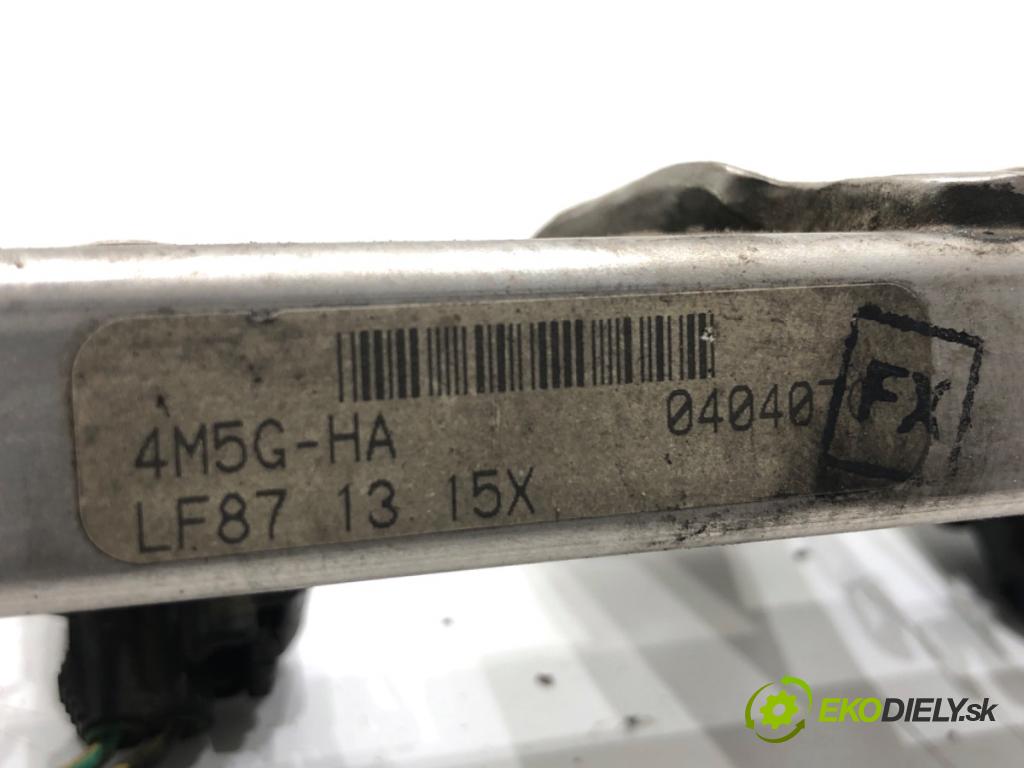 040407
FX
4M5G-HA
LF87 13 15X
EKODIELY.sk